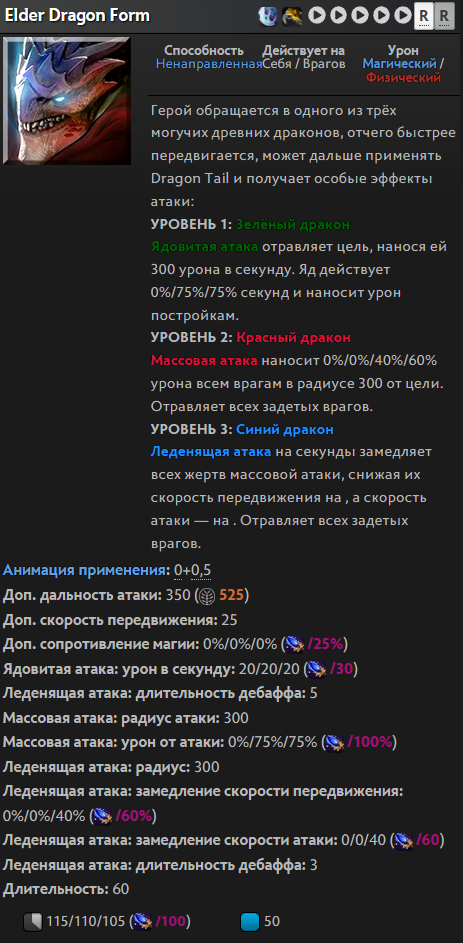 Elder Dragon Form R R
Способность Действует на Урон
Ненаправленная Себя / Врагов Магический /
Физический
Герой обращается в одного из трёх
могучих древних драконов, отчего быстрее
передвигается, может дальше применять
Dragon Tail и получает особые эффекты
атаки:
УРОВЕНЬ 1: Зеленый дракон
Ядовитая атака отравляет цель, нанося ей
300 урона в секунду. Яд действует
0%/75%/75% секунд и наносит урон
постройкам.
УРОВЕНЬ 2: Красный дракон
Массовая атака наносит 0%/0%/40%/60%
урона всем врагам в радиусе 300 от цели.
Отравляет всех задетых врагов.
УРОВЕНЬ 3: Синий дракон
Леденящая атака на секунды замедляет
всех жертв массовой атаки, снижая их
скорость передвижения на , а скорость
атаки — на . Отравляет всех задетых
врагов.
Анимация применения: 0+0,5
Доп. дальность атаки: 350 (525)
Доп. скорость передвижения: 25
Доп. сопротивление магии: 0%/0%/0% (/25%)
Ядовитая атака: урон в секунду: 20/20/20 (/30)
Леденящая атака: длительность дебаффа: 5
Массовая атака: радиус атаки: 300
Массовая атака: урон от атаки: 0%/75%/75% (/100%)
Леденящая атака: радиус: 300
Леденящая атака: замедление скорости передвижения:
0%/0%/40% (/60%)
Леденящая атака: замедление скорости атаки: 0/0/40 (/60)
Леденящая атака: длительность дебаффа: 3
Длительность: 60
115/110/105 (/100) 50